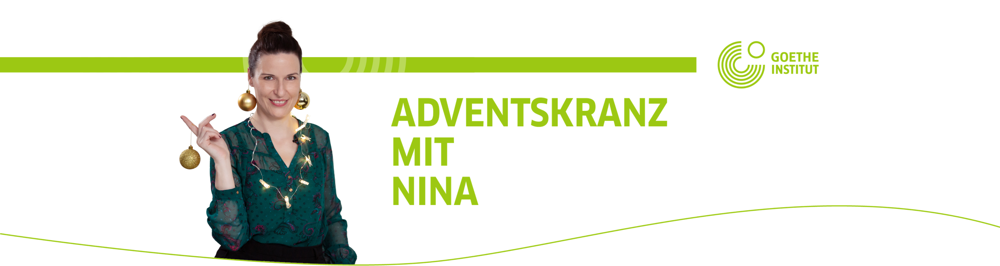 GOETHE
INSTITUT
ADVENTSKRANZ
MIT
NINA